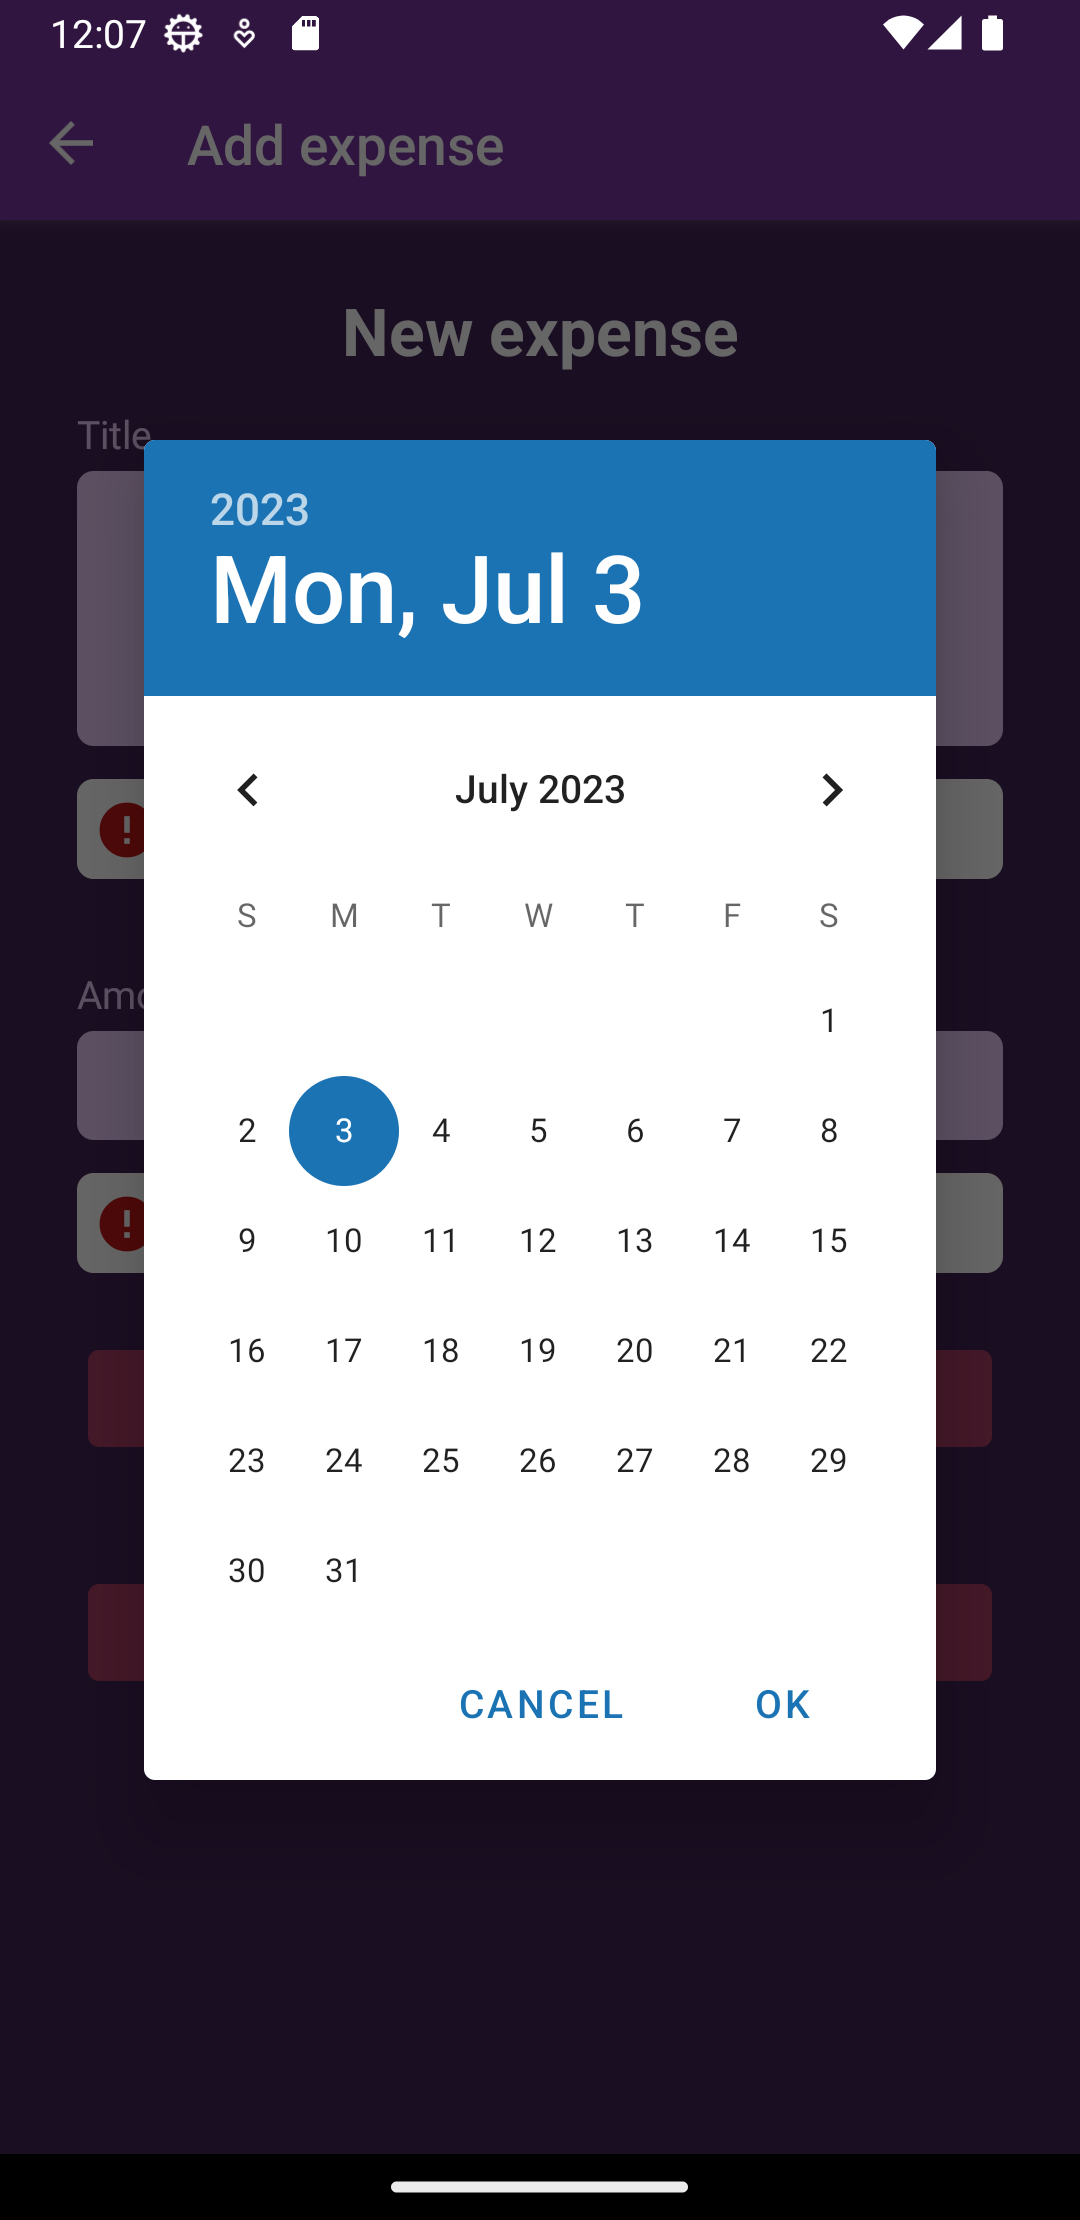 12:07
Add expense
New expense
Title
2023
Mon, Jul 3
July 2023
S M T W T F S
1
2 3 4 5 6 7 8
9 10 11 12 13 14 15
16 17 18 19 20 21 22
23 24 25 26 27 28 29
30 31
CANCEL OK